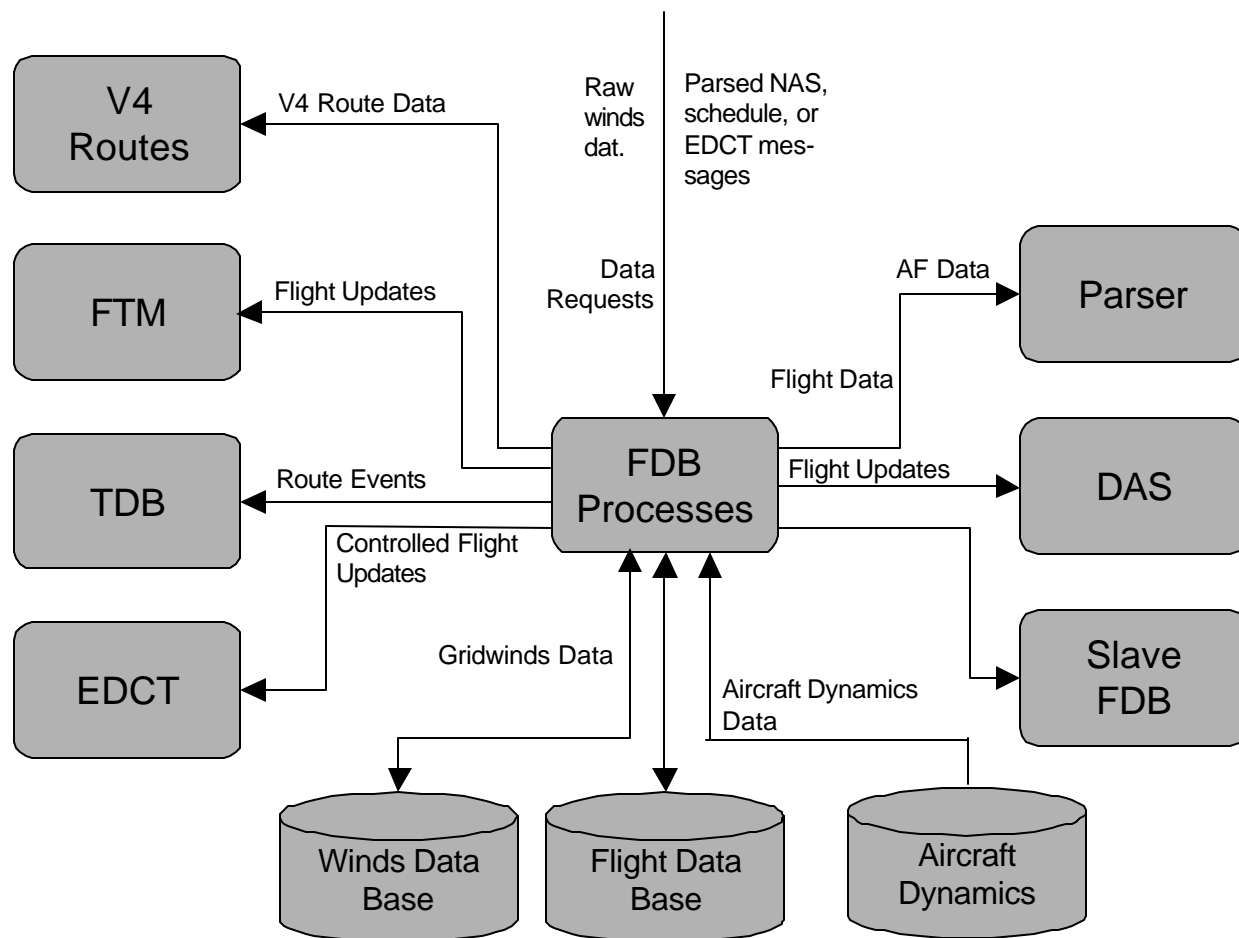 V4
Routes
V4 Route Data
Raw
winds
dat.
Parsed NAS,
schedule, or
EDCT mes-
sages
FTM
Flight Updates
Data
Requests
AF Data
Parser
Flight Data
TDB
Route Events
FDB
Processes
Flight Updates
DAS
Controlled Flight
Updates
EDCT
Gridwinds Data
Aircraft Dynamics
Data
Slave
FDB
Winds Data
Base
Flight Data
Base
Aircraft
Dynamics